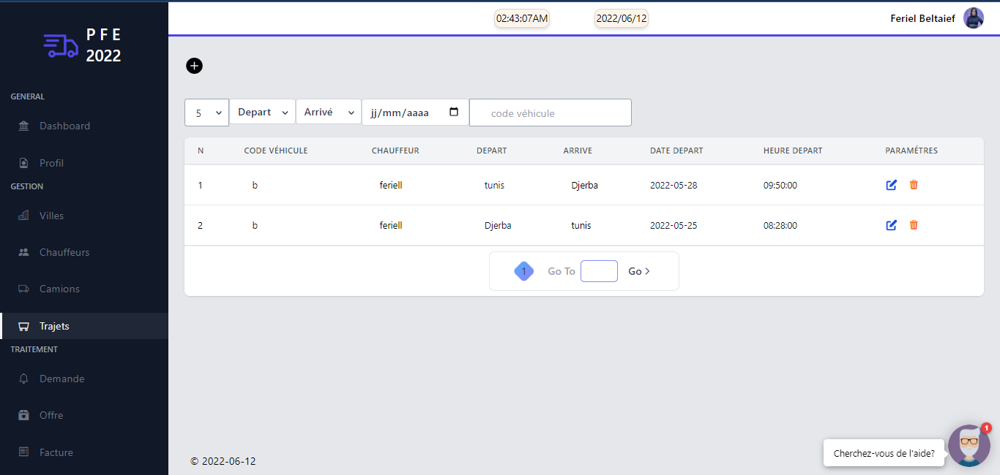 P F E
2022
02:43:07AM
2022/06/12
Feriel Beltaief
GENERAL
Dashboard
Profil
GESTION
Villes
Chauffeurs
Camions
Trajets
TRAITEMENT
Demande
Offre
Facture
5 Depart Arrivé jj/mm/aaaa code véhicule
N CODE VÉHICULE CHAUFFEUR DEPART ARRIVE DATE DEPART HEURE DEPART PARAMÉTRES
1 b feriell tunis Djerba 2022-05-28 09:50:00
2 b feriell Djerba tunis 2022-05-25 08:28:00
1 Go To Go >
© 2022-06-12
Cherchez-vous de l'aide?
1